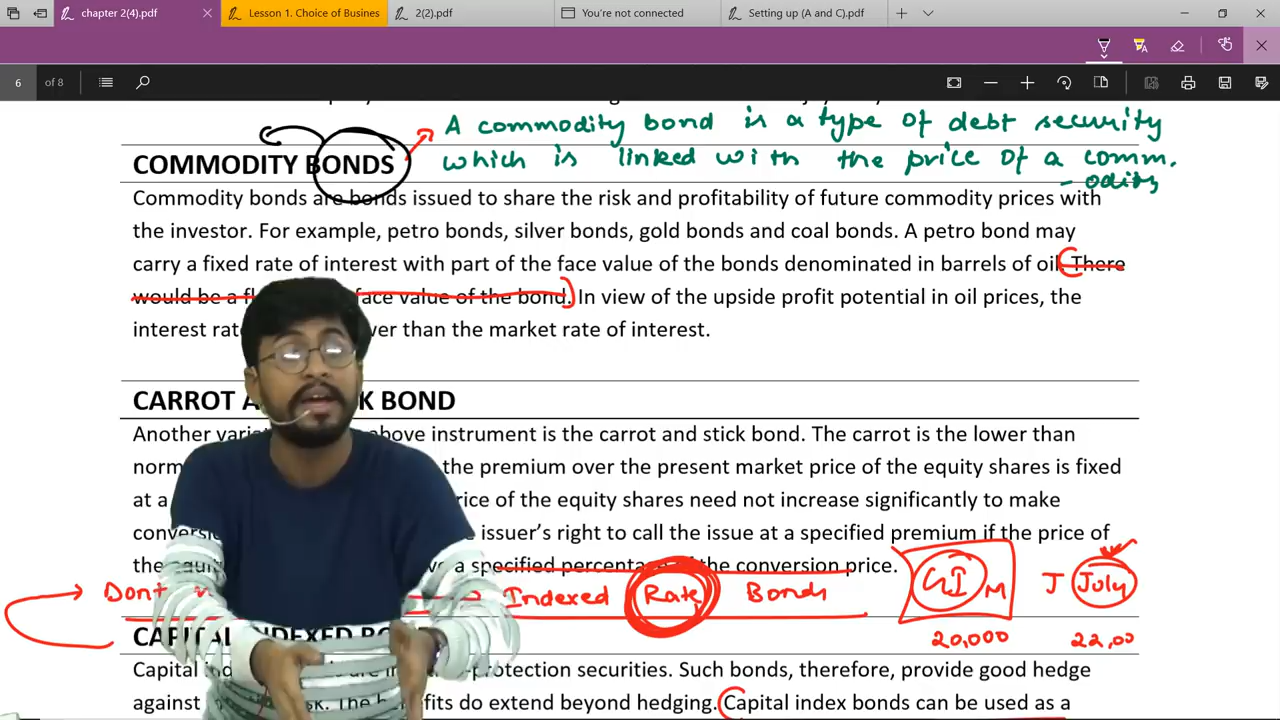 chapter 2(4).pdf
Lesson 1. Choice of Busines
2(2).pdf
You're not connected
Setting up (A and C).pdf
6 of 8
A commodity bond is a type of debt security
COMMODITY BONDS
which is linked with the price of a comm.
- odity
Commodity bonds are bonds issued to share the risk and profitability of future commodity prices with
the investor. For example, petro bonds, silver bonds, gold bonds and coal bonds. A petro bond may
carry a fixed rate of interest with part of the face value of the bonds denominated in barrels of oil. There
would be a face value of the bond. In view of the upside profit potential in oil prices, the
interest than the market rate of interest.
CARROT BOND
Another above instrument is the carrot and stick bond. The carrot is the lower than
the premium over the present market price of the equity shares is fixed
at a of the equity shares need not increase significantly to make
issuer's right to call the issue at a specified premium if the price of
the a specified percentage the conversion price.
Dont Indexed Rate Bonds GI M J July
CAPITAL INDEXED
20,000 22,00
Capital protection securities. Such bonds, therefore, provide good hedge
against The benefits do extend beyond hedging. Capital index bonds can be used as a